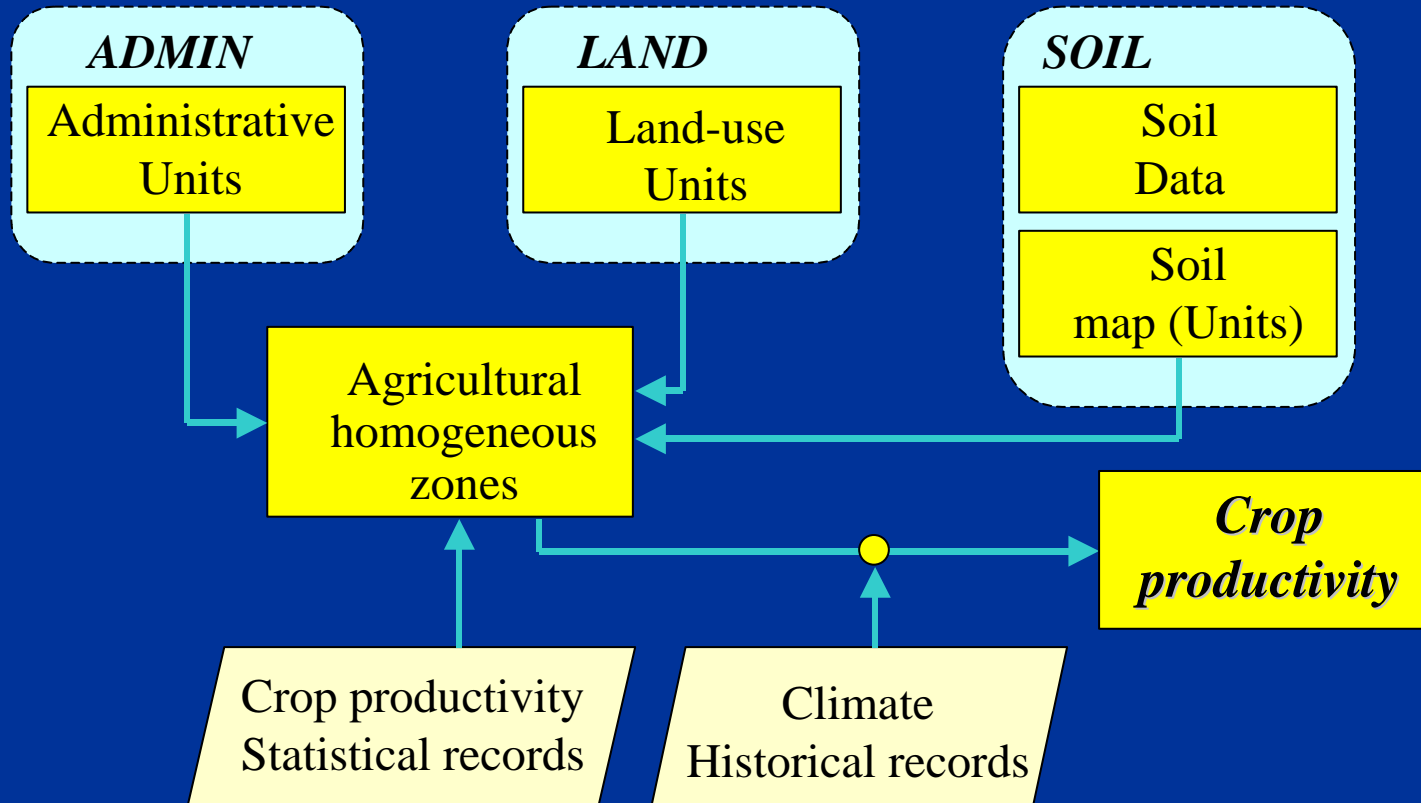 ADMIN
Administrative
Units
LAND
Land-use
Units
SOIL
Soil
Data
Soil
map (Units)
Agricultural
homogeneous
zones
Crop
productivity
Crop productivity
Statistical records
Climate
Historical records